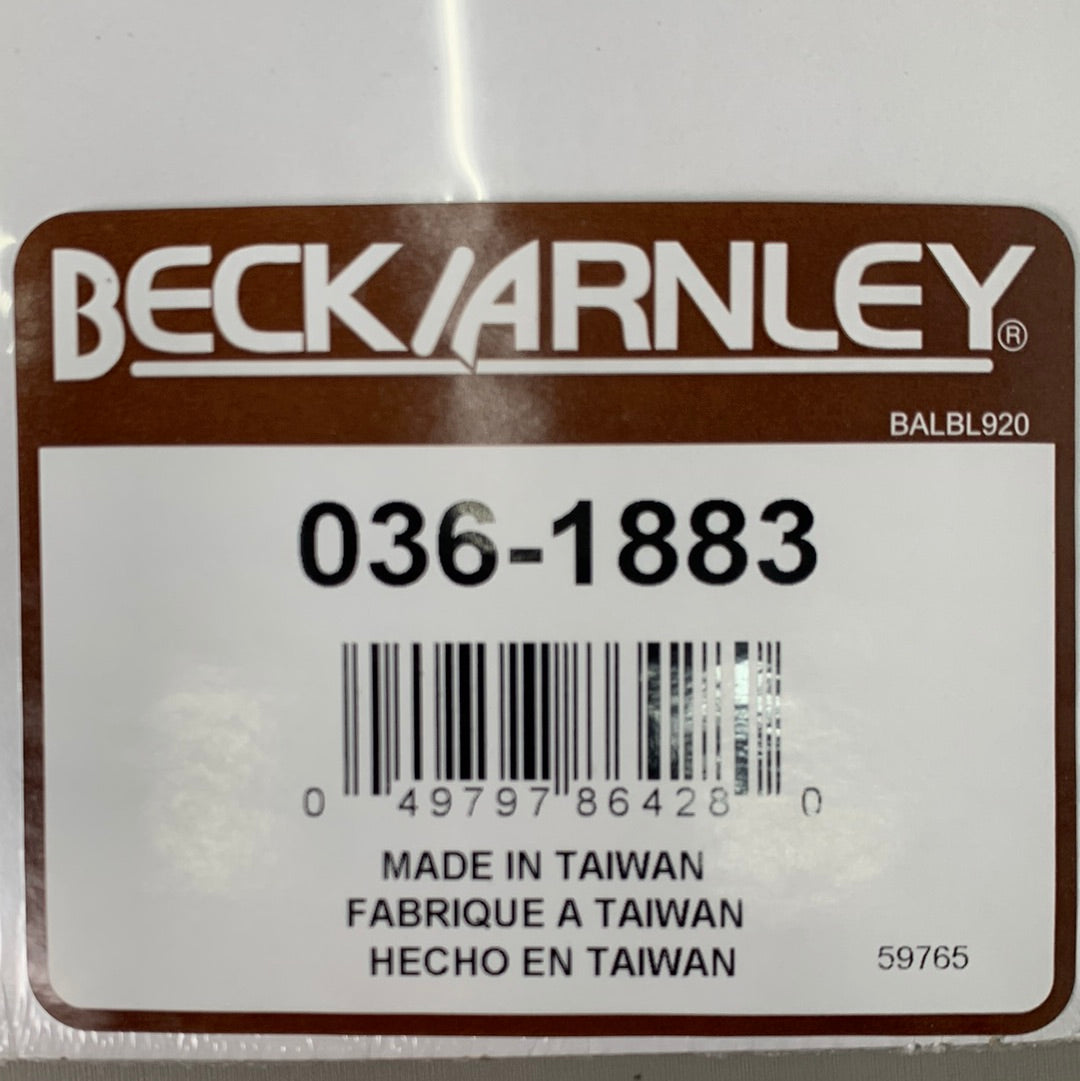 BECK/ARNLEY®
BALBL920
036-1883
0 49797 86428 0
MADE IN TAIWAN
FABRIQUE A TAIWAN
HECHO EN TAIWAN
59765